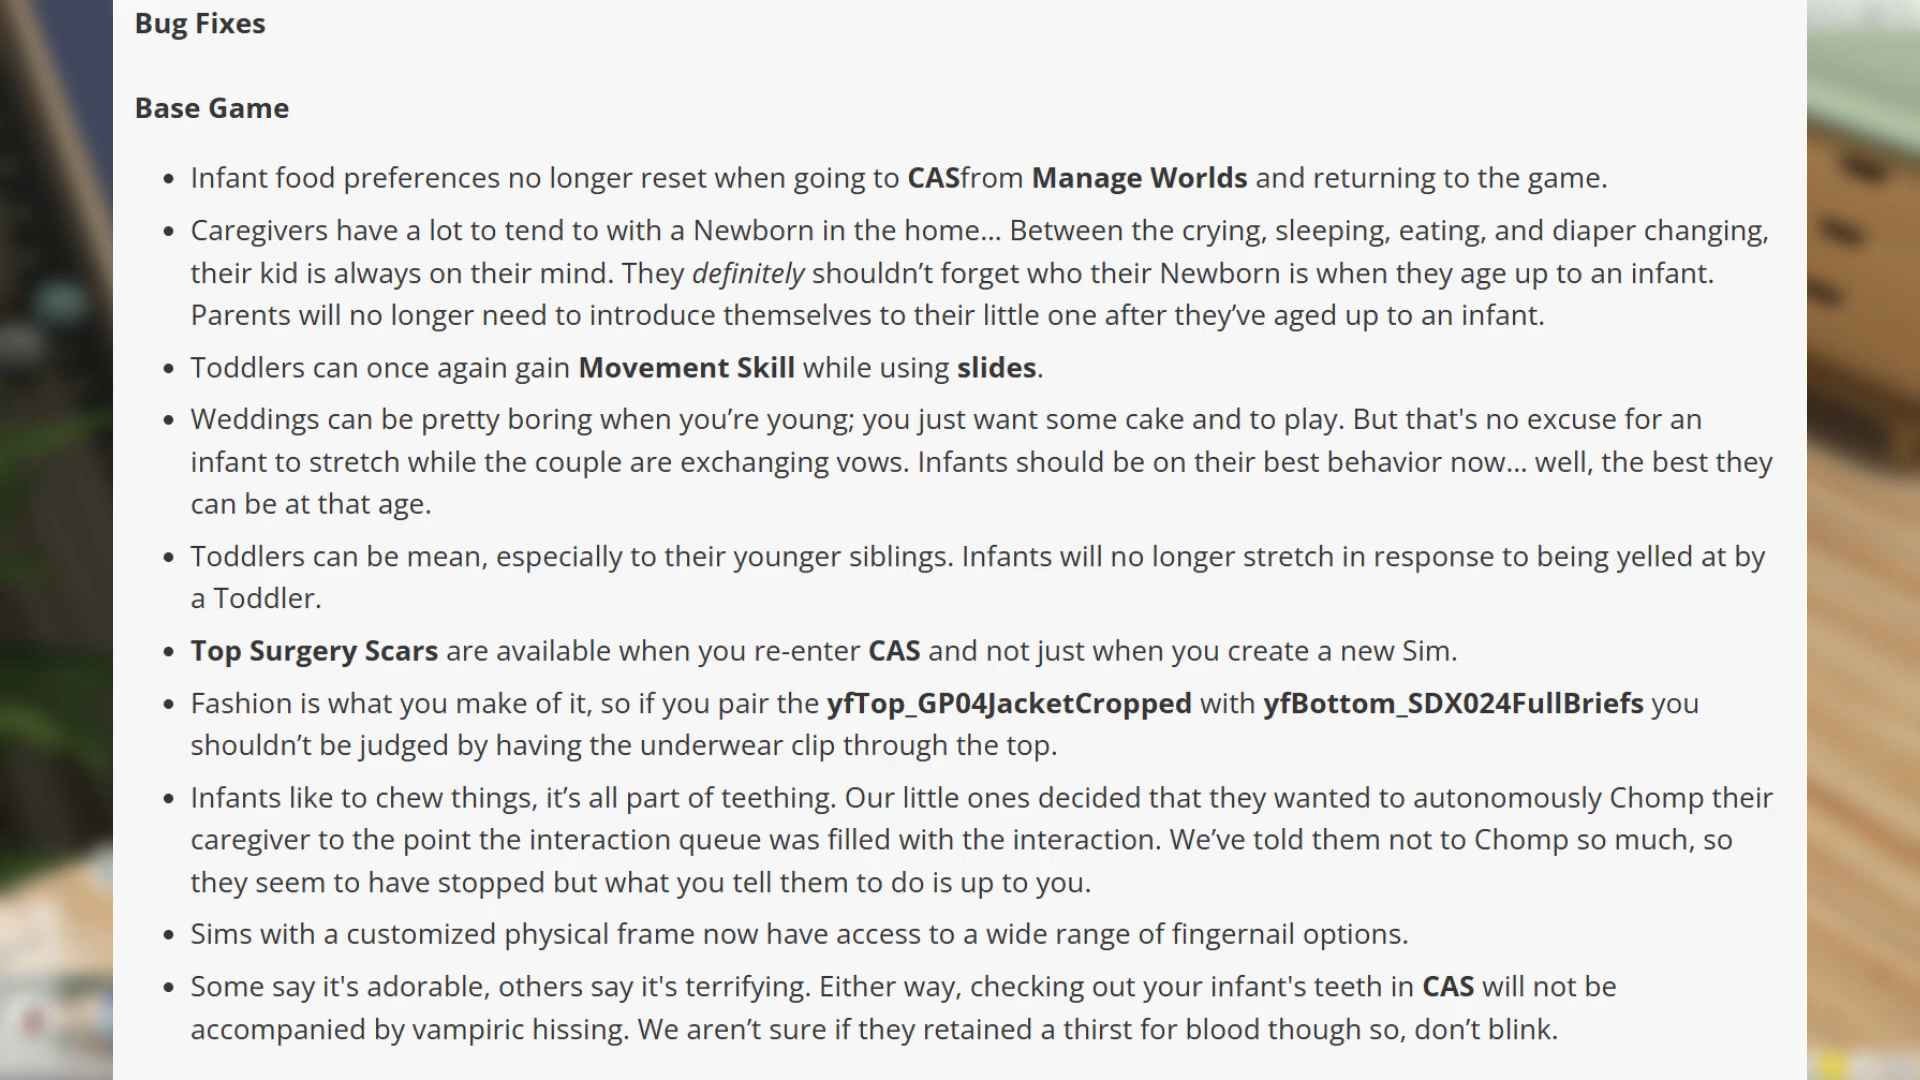 Bug Fixes
Base Game
• Infant food preferences no longer reset when going to CASfrom Manage Worlds and returning to the game.
• Caregivers have a lot to tend to with a Newborn in the home… Between the crying, sleeping, eating, and diaper changing,
their kid is always on their mind. They definitely shouldn’t forget who their Newborn is when they age up to an infant.
Parents will no longer need to introduce themselves to their little one after they’ve aged up to an infant.
• Toddlers can once again gain Movement Skill while using slides.
• Weddings can be pretty boring when you’re young; you just want some cake and to play. But that's no excuse for an
infant to stretch while the couple are exchanging vows. Infants should be on their best behavior now… well, the best they
can be at that age.
• Toddlers can be mean, especially to their younger siblings. Infants will no longer stretch in response to being yelled at by
a Toddler.
• Top Surgery Scars are available when you re-enter CAS and not just when you create a new Sim.
• Fashion is what you make of it, so if you pair the yfTop_GP04JacketCropped with yfBottom_SDX024FullBriefs you
shouldn’t be judged by having the underwear clip through the top.
• Infants like to chew things, it’s all part of teething. Our little ones decided that they wanted to autonomously Chomp their
caregiver to the point the interaction queue was filled with the interaction. We’ve told them not to Chomp so much, so
they seem to have stopped but what you tell them to do is up to you.
• Sims with a customized physical frame now have access to a wide range of fingernail options.
• Some say it's adorable, others say it's terrifying. Either way, checking out your infant's teeth in CAS will not be
accompanied by vampiric hissing. We aren’t sure if they retained a thirst for blood though so, don’t blink.